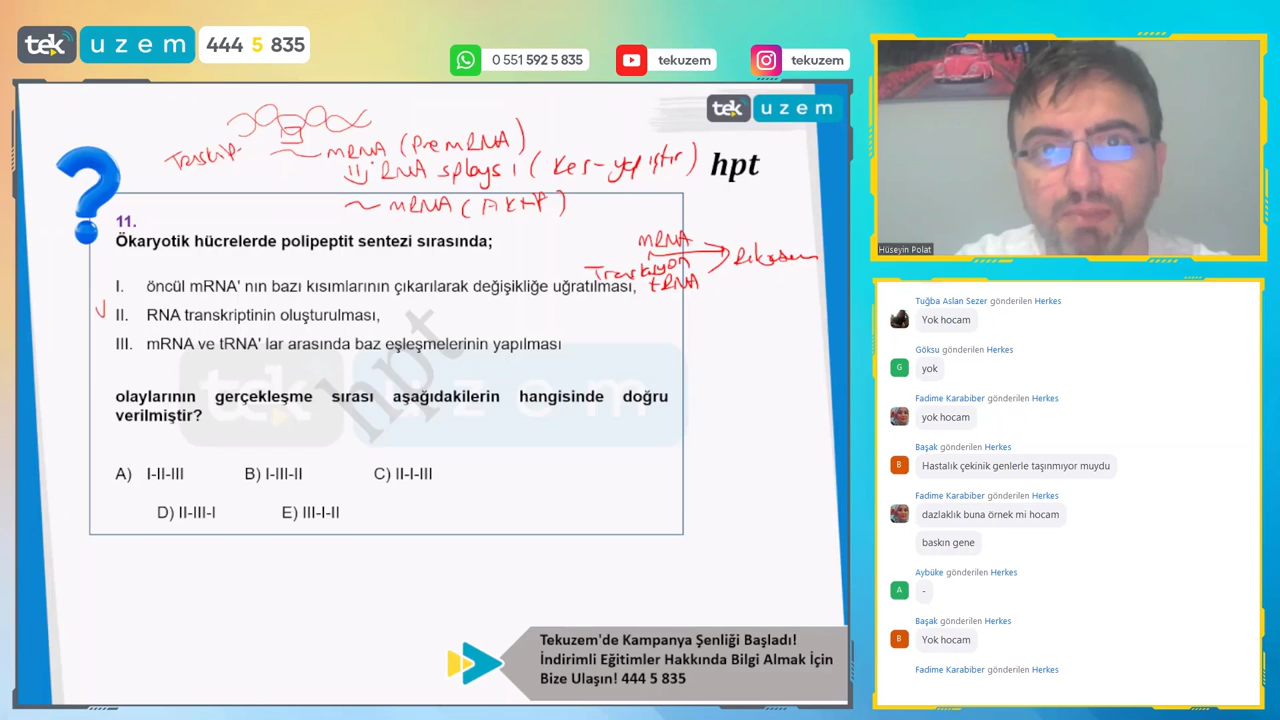 tek uzem 444 5 835
0 551 592 5 835
tekuzem
tekuzem
tek uzem
mRNA (PremRNA)
RNA splaysı (Kes-yapıştır)
mRNA (AKtif)
hpt
11.
Ökaryotik hücrelerde polipeptit sentezi sırasında;
mRNA
tRNA
I. öncül mRNA' nın bazı kısımlarının çıkarılarak değişikliğe uğratılması,
II. RNA transkriptinin oluşturulması,
III. mRNA ve tRNA' lar arasında baz eşleşmelerinin yapılması
tek uzem
hpt
olaylarının gerçekleşme sırası aşağıdakilerin hangisinde doğru
verilmiştir?
A) I-II-III B) I-III-II C) II-I-III
D) II-III-I E) III-I-II
Tekuzem'de Kampanya Şenliği Başladı!
İndirimli Eğitimler Hakkında Bilgi Almak İçin
Bize Ulaşın! 444 5 835
Hüseyin Polat
Tuğba Aslan Sezer gönderilen Herkes
Yok hocam
Göksu gönderilen Herkes
G
yok
Fadime Karabiber gönderilen Herkes
yok hocam
Başak gönderilen Herkes
B
Hastalık çekinik genlerle taşınmıyor muydu
Fadime Karabiber gönderilen Herkes
dazlaklık buna örnek mi hocam
baskın gene
Aybüke gönderilen Herkes
A
-
Başak gönderilen Herkes
B
Yok hocam
Fadime Karabiber gönderilen Herkes